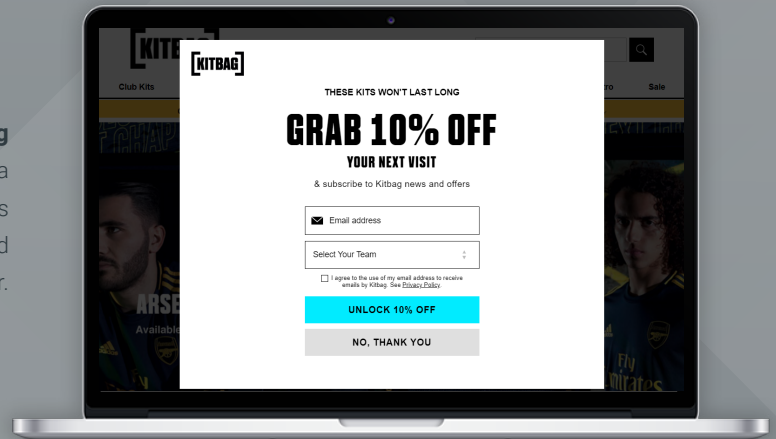 [KITBAG]
THESE KITS WON'T LAST LONG
GRAB 10% OFF
YOUR NEXT VISIT
& subscribe to Kitbag news and offers
Email address
Select Your Team
I agree to the use of my email address to receive
emails by Kitbag. See Privacy Policy.
UNLOCK 10% OFF
NO, THANK YOU
Club Kits
Sale
Available